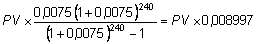 PV × 0,0075(1+0,0075)^240 / (1+0,0075)^240 − 1 = PV × 0,008997